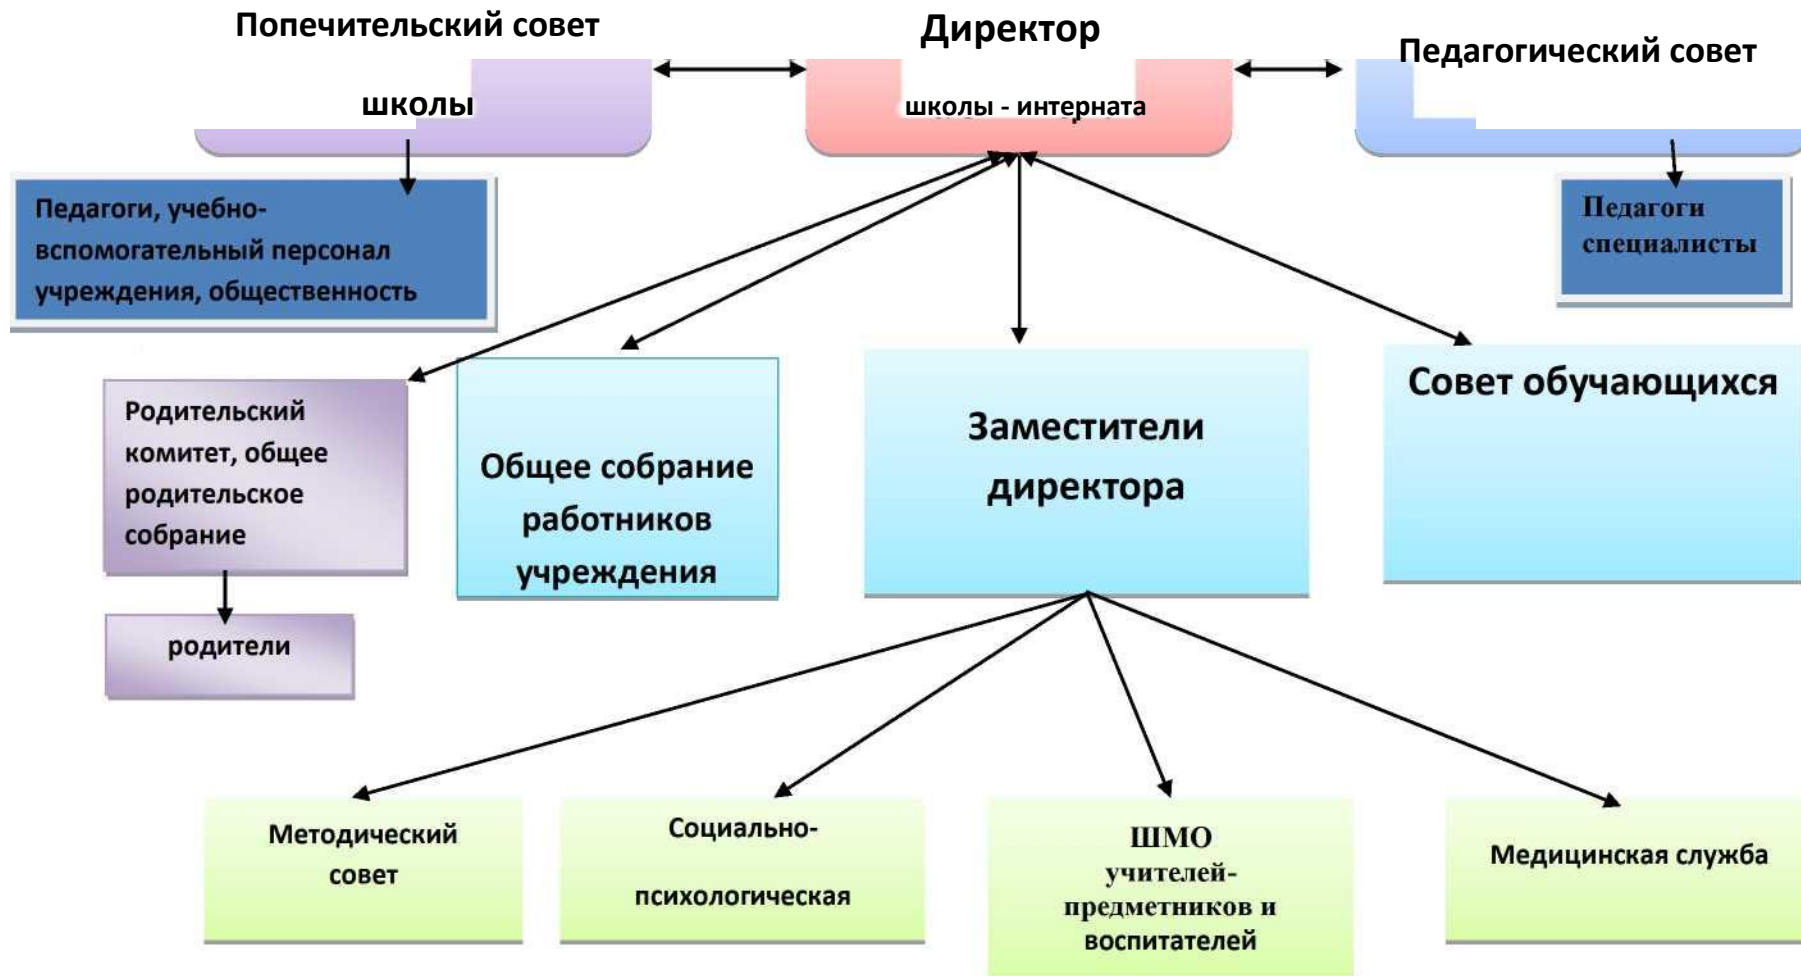 Попечительский совет
школы
Директор
школы - интерната
Педагогический совет
Педагоги, учебно-
вспомогательный персонал
учреждения, общественность
Педагоги
специалисты
Родительский
комитет, общее
родительское
собрание
родители
Общее собрание
работников
учреждения
Заместители
директора
Совет обучающихся
Методический
совет
Социально-
психологическая
ШМО
учителей-
предметников и
воспитателей
Медицинская служба